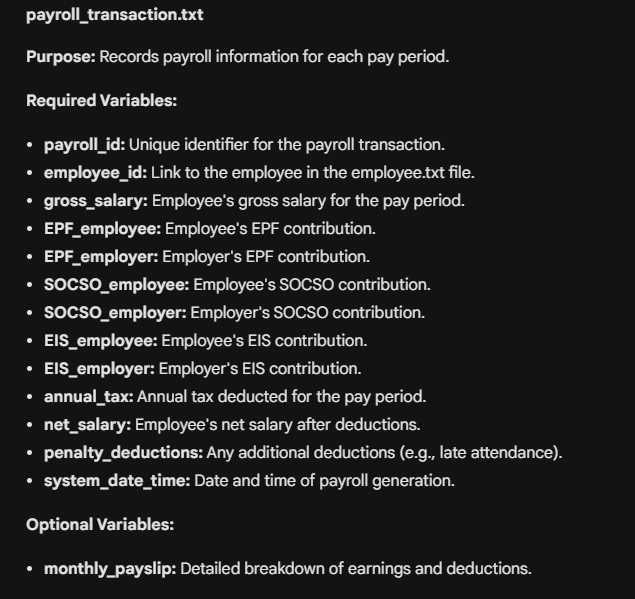 payroll_transaction.txt
Purpose: Records payroll information for each pay period.
Required Variables:
• payroll_id: Unique identifier for the payroll transaction.
• employee_id: Link to the employee in the employee.txt file.
• gross_salary: Employee's gross salary for the pay period.
• EPF_employee: Employee's EPF contribution.
• EPF_employer: Employer's EPF contribution.
• SOCSO_employee: Employee's SOCSO contribution.
• SOCSO_employer: Employer's SOCSO contribution.
• EIS_employee: Employee's EIS contribution.
• EIS_employer: Employer's EIS contribution.
• annual_tax: Annual tax deducted for the pay period.
• net_salary: Employee's net salary after deductions.
• penalty_deductions: Any additional deductions (e.g., late attendance).
• system_date_time: Date and time of payroll generation.
Optional Variables:
• monthly_payslip: Detailed breakdown of earnings and deductions.